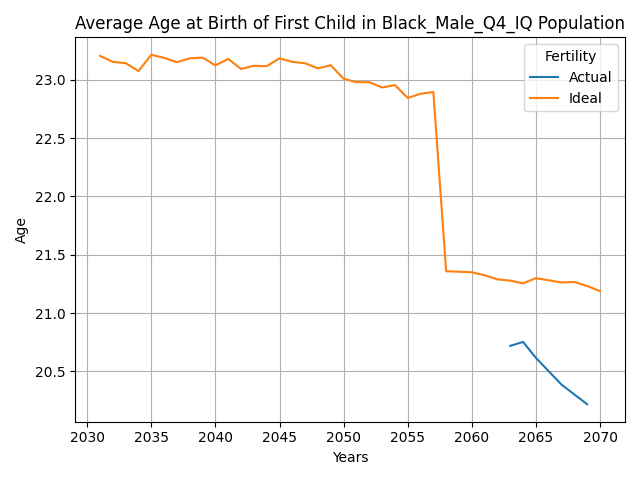 Average Age at Birth of First Child in Black_Male_Q4_IQ Population
Fertility
Actual
Ideal
Age
23.0
22.5
22.0
21.5
21.0
20.5
2030 2035 2040 2045 2050 2055 2060 2065 2070
Years